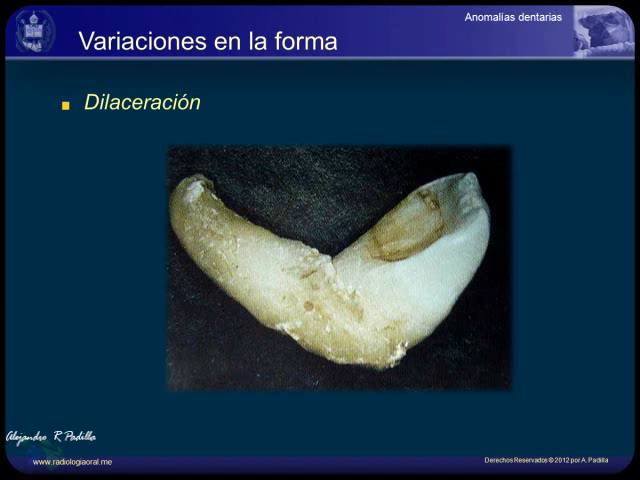 Anomalías dentarias
Variaciones en la forma
Dilaceración
Alejandro R Padilla
www.radiologiaoral.me
Derechos Reservados © 2012 por A. Padilla